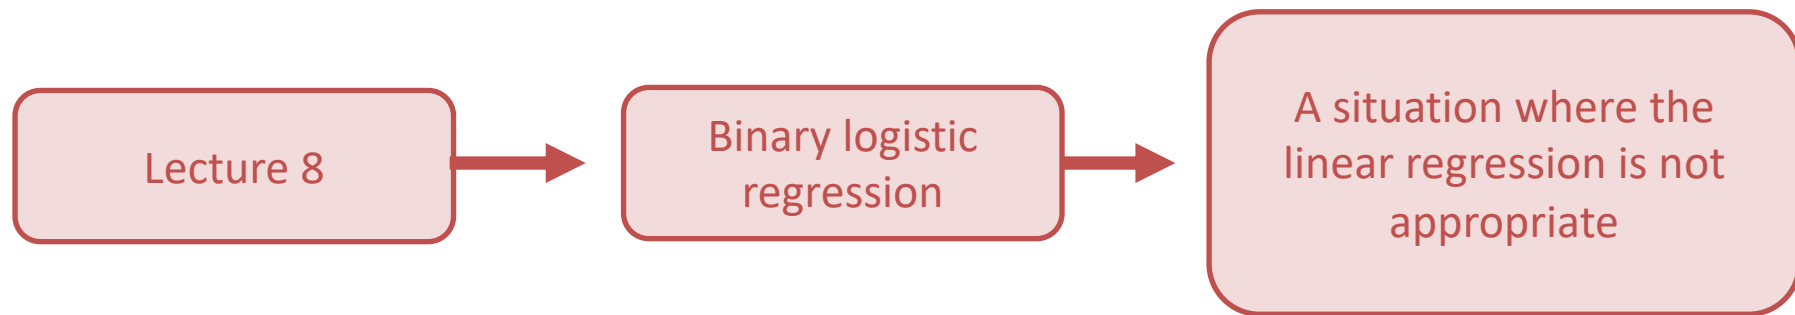 Lecture 8
Binary logistic
regression
A situation where the
linear regression is not
appropriate